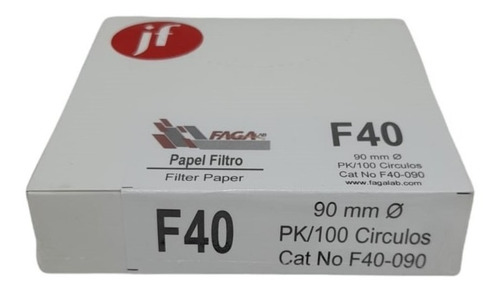 jf
FAGALAB
Papel Filtro
Filter Paper
F40
90 mm Ø
PK/100 Circulos
Cat No F40-090
www.fagalab.com
F40
90 mm Ø
PK/100 Circulos
Cat No F40-090